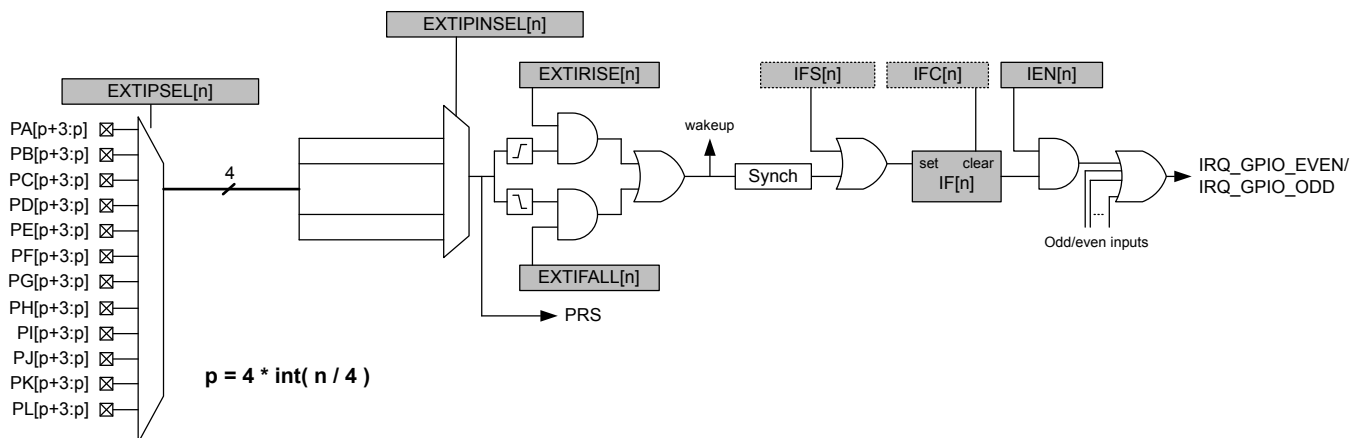 EXTIPINSEL[n]
EXTIPSEL[n]
EXTIRISE[n]
IFS[n]
IFC[n]
IEN[n]
PA[p+3:p]
PB[p+3:p]
PC[p+3:p]
PD[p+3:p]
PE[p+3:p]
PF[p+3:p]
PG[p+3:p]
PH[p+3:p]
PI[p+3:p]
PJ[p+3:p]
PK[p+3:p]
PL[p+3:p]
4
wakeup
Synch
set clear
IF[n]
IRQ_GPIO_EVEN/
IRQ_GPIO_ODD
...
Odd/even inputs
EXTIFALL[n]
PRS
p = 4 * int( n / 4 )